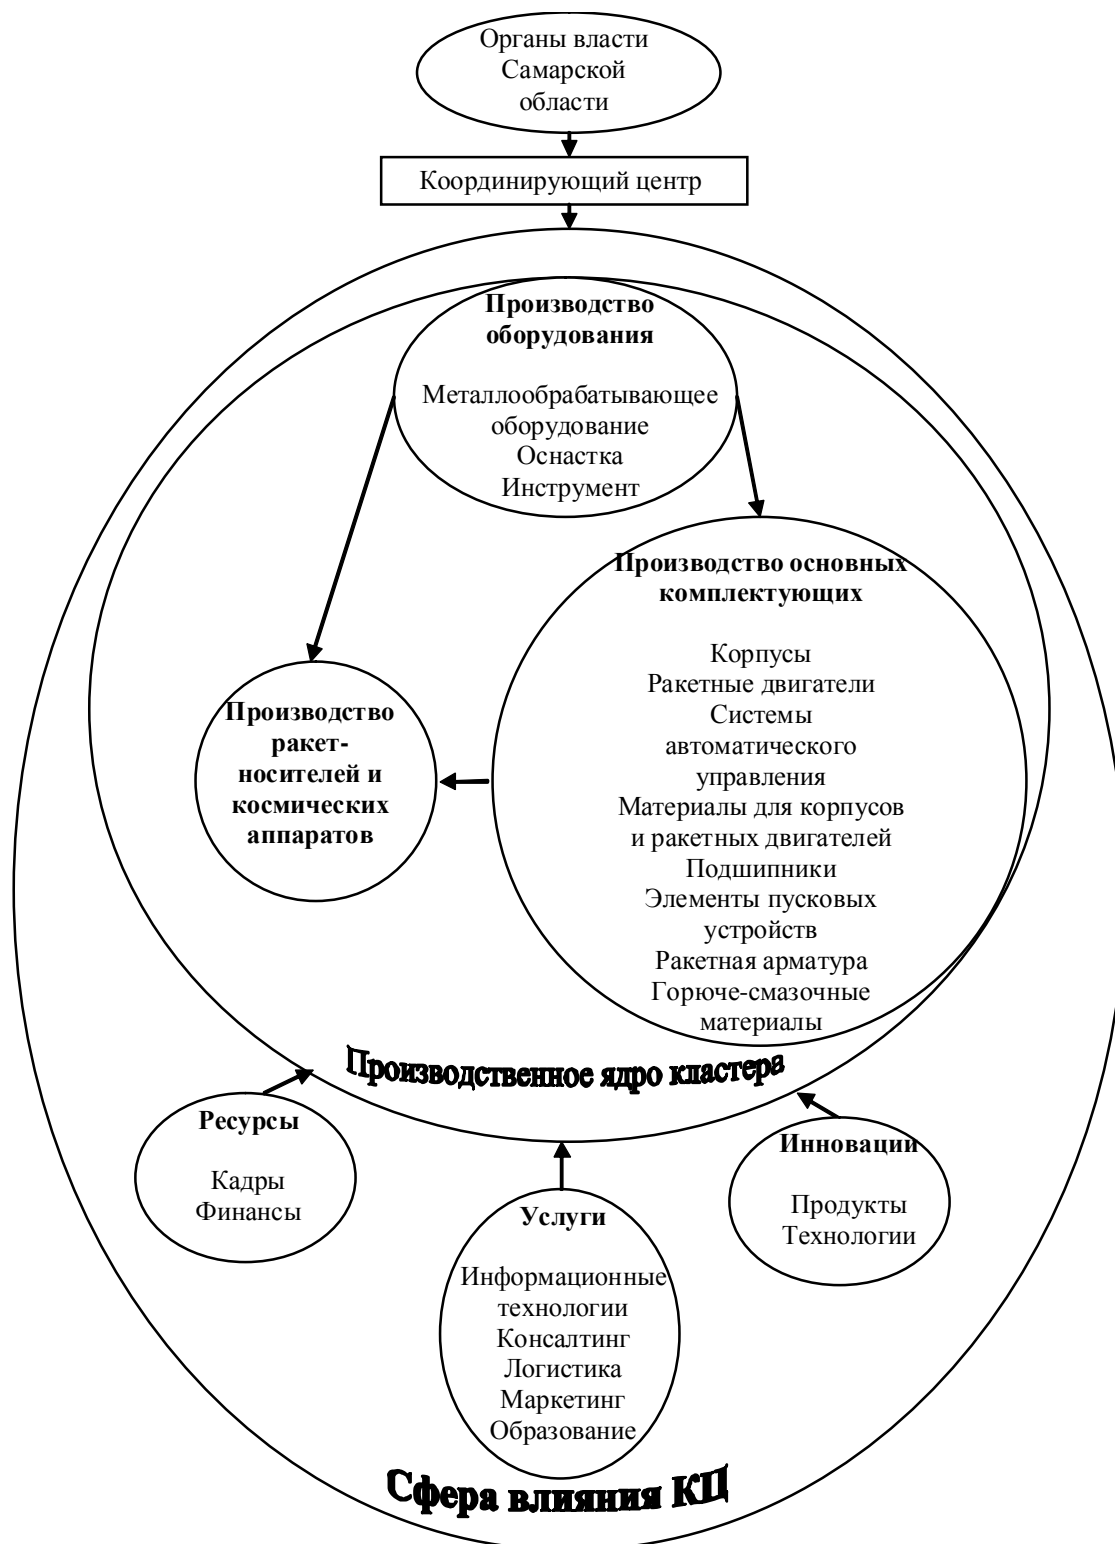 Органы власти
Самарской
области
Координирующий центр
Производство
оборудования
Металлообрабатывающее
оборудование
Оснастка
Инструмент
Производство основных
комплектующих
Корпусы
Ракетные двигатели
Системы
автоматического
управления
Материалы для корпусов
и ракетных двигателей
Подшипники
Элементы пусковых
устройств
Ракетная арматура
Горюче-смазочные
материалы
Производство
ракет-
носителей и
космических
аппаратов
Производственное ядро кластера
Ресурсы
Кадры
Финансы
Услуги
Информационные
технологии
Консалтинг
Логистика
Маркетинг
Образование
Инновации
Продукты
Технологии
Сфера влияния КЦ